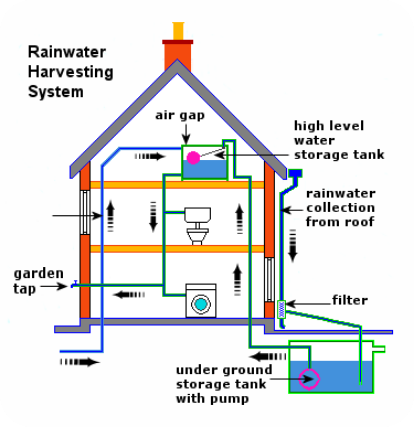 Rainwater
Harvesting
System
air gap
high level
water
storage tank
rainwater
collection
from roof
garden
tap
filter
under ground
storage tank
with pump